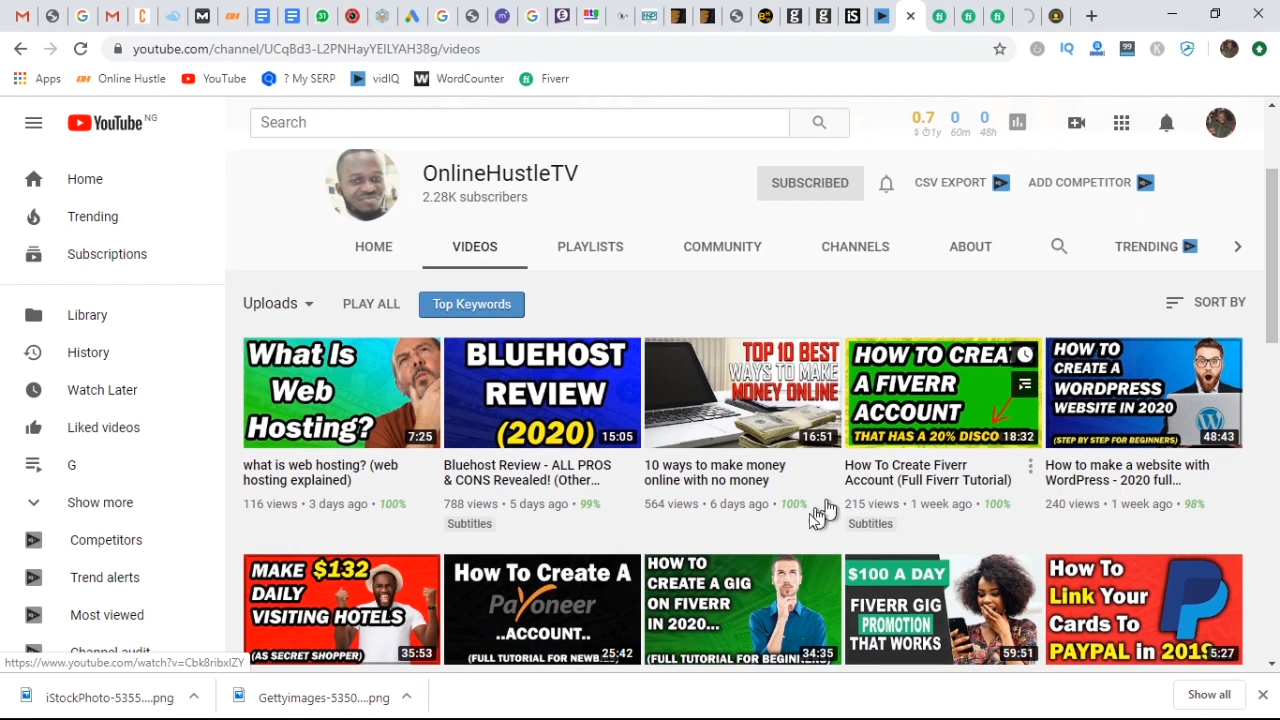 youtube.com/channel/UCqBd3-L2PNHayYEILYAH38g/videos
Apps
Online Hustle
YouTube
? My SERP
vidIQ
WordCounter
Fiverr
YouTube NG
Search
0.7 0 0
$ 1y 60m 48h
Home
Trending
Subscriptions
Library
History
Watch Later
Liked videos
G
Show more
Competitors
Trend alerts
Most viewed
Channel audit
OnlineHustleTV
2.28K subscribers
SUBSCRIBED
CSV EXPORT
ADD COMPETITOR
HOME
VIDEOS
PLAYLISTS
COMMUNITY
CHANNELS
ABOUT
TRENDING
Uploads
PLAY ALL
Top Keywords
SORT BY
What Is
Web
Hosting?
7:25
what is web hosting? (web
hosting explained)
116 views • 3 days ago • 100%
BLUEHOST
REVIEW
(2020)
15:05
Bluehost Review - ALL PROS
& CONS Revealed! (Other...
788 views • 5 days ago • 99%
Subtitles
TOP 10 BEST
WAYS TO MAKE
MONEY ONLINE
16:51
10 ways to make money
online with no money
564 views • 6 days ago • 100%
HOW TO CREA
A FIVERR
ACCOUNT
THAT HAS A 20% DISCO
18:32
How To Create Fiverr
Account (Full Fiverr Tutorial)
215 views • 1 week ago • 100%
Subtitles
HOW TO
CREATE A
WORDPRESS
WEBSITE IN 2020
(STEP BY STEP FOR BEGINNERS)
48:43
How to make a website with
WordPress - 2020 full...
240 views • 1 week ago • 98%
MAKE $132
DAILY
VISITING HOTELS
(AS SECRET SHOPPER)
35:53
How To Create A
Payoneer
..ACCOUNT..
(FULL TUTORIAL FOR NEWB
25:42
HOW TO
CREATE A GIG
ON FIVERR
IN 2020...
(FULL TUTORIAL FOR BEGIN
34:35
$100 A DAY
FIVERR GIG
PROMOTION
THAT WORKS
59:51
How To
Link Your
Cards To
PAYPAL in 2019
5:27
https://www.youtube.com/watch?v=Cbk8ribxlZY
iStockPhoto-5355....png
Gettyimages-5350....png
Show all